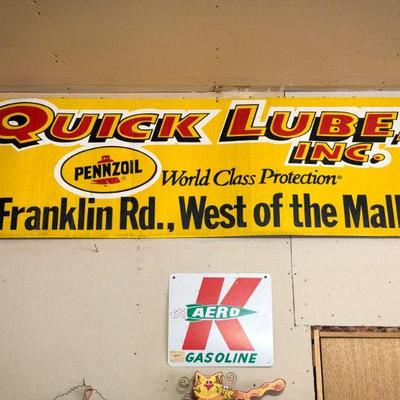 QUICK LUBE,
INC.
PENNZOIL
World Class Protection®
Franklin Rd., West of the Mall
K
AERO
GASOLINE